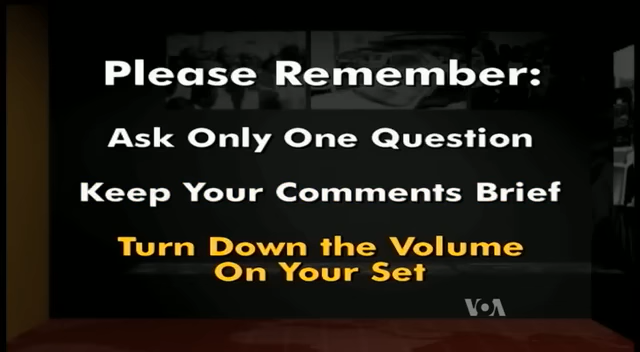 Please Remember:
Ask Only One Question
Keep Your Comments Brief
Turn Down the Volume
On Your Set
VOA